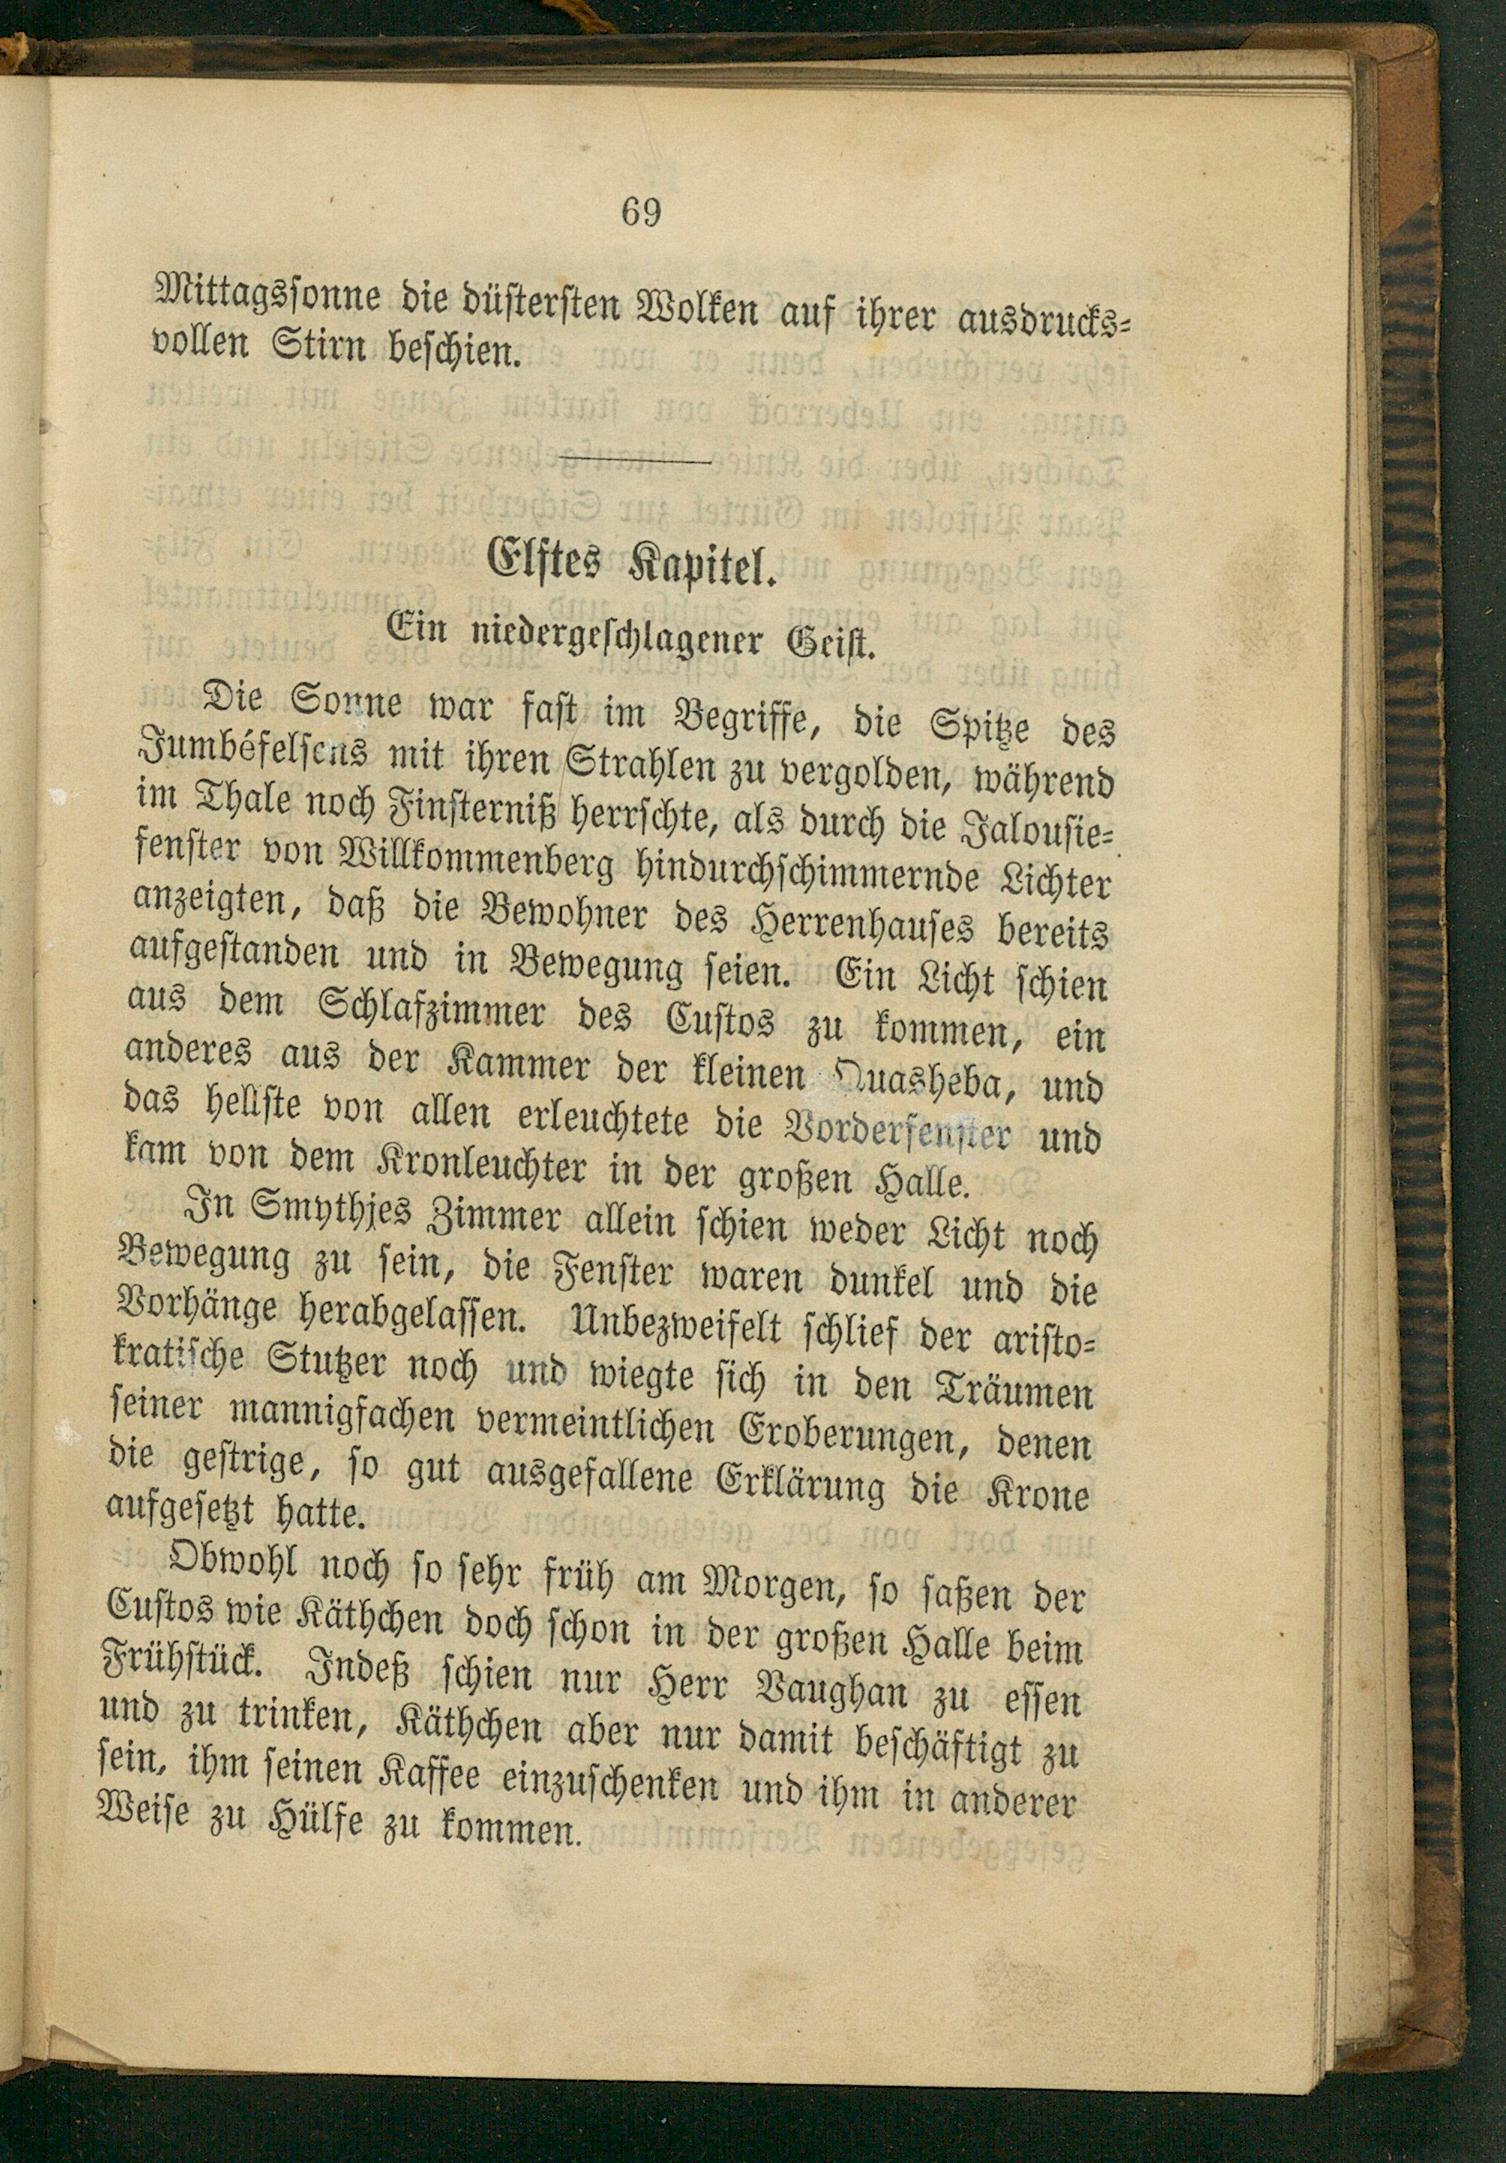 69
Mittagssonne die düstersten Wolken auf ihrer ausdrucks-
vollen Stirn beschien.
Elftes Kapitel.
Ein niedergeschlagener Geist.
Die Sonne war fast im Begriffe, die Spitze des
Jumbéfelsens mit ihren Strahlen zu vergolden, während
im Thale noch Finsterniß herrschte, als durch die Jalousie-
fenster von Willkommenberg hindurchschimmernde Lichter
anzeigten, daß die Bewohner des Herrenhauses bereits
aufgestanden und in Bewegung seien. Ein Licht schien
aus dem Schlafzimmer des Custos zu kommen, ein
anderes aus der Kammer der kleinen Quasheba, und
das hellste von allen erleuchtete die Vorderfenster und
kam von dem Kronleuchter in der großen Halle.
In Smythjes Zimmer allein schien weder Licht noch
Bewegung zu sein, die Fenster waren dunkel und die
Vorhänge herabgelassen. Unbezweifelt schlief der aristo-
kratische Stutzer noch und wiegte sich in den Träumen
seiner mannigfachen vermeintlichen Eroberungen, denen
die gestrige, so gut ausgefallene Erklärung die Krone
aufgesetzt hatte.
Obwohl noch so sehr früh am Morgen, so saßen der
Custos wie Käthchen doch schon in der großen Halle beim
Frühstück. Indeß schien nur Herr Vaughan zu essen
und zu trinken, Käthchen aber nur damit beschäftigt zu
sein, ihm seinen Kaffee einzuschenken und ihm in anderer
Weise zu Hülfe zu kommen.